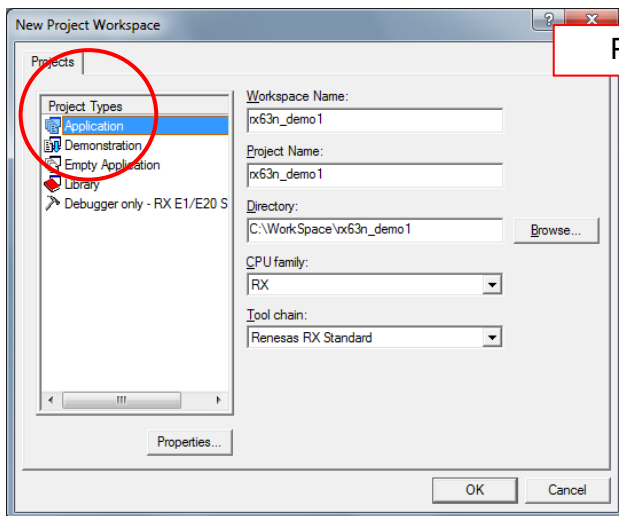 New Project Workspace
?
X
Projects
Project Types
Application
Demonstration
Empty Application
Library
Debugger only - RX E1/E20 S
Properties...
Workspace Name:
rx63n_demo1
Project Name:
rx63n_demo1
Directory:
C:\WorkSpace\rx63n_demo1
Browse...
CPU family:
RX
Tool chain:
Renesas RX Standard
OK
Cancel